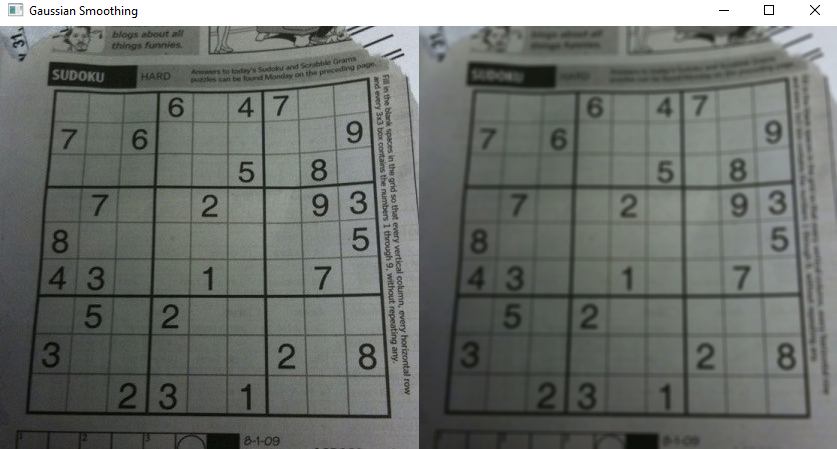 Gaussian Smoothing
blogs about all
things funnies.
SUDOKU HARD
Answers to today's Sudoku and Scrabble Grams
puzzles can be found Monday on the preceding page.
Fill in the blank spaces in the grid so that every vertical column, every horizontal row
and every 3x3 box contains the numbers 1 through 9, without repeating any.
6 4 7
7 6 9
5 8
7 2 9 3
8 5
4 3 1 7
5 2
3 2 8
2 3 1
2 3 8-1-09
blogs about all
things funnies.
SUDOKU HARD
6 4 7
7 6 9
5 8
7 2 9 3
8 5
4 3 1 7
5 2
3 2 8
2 3 1
8-1-09